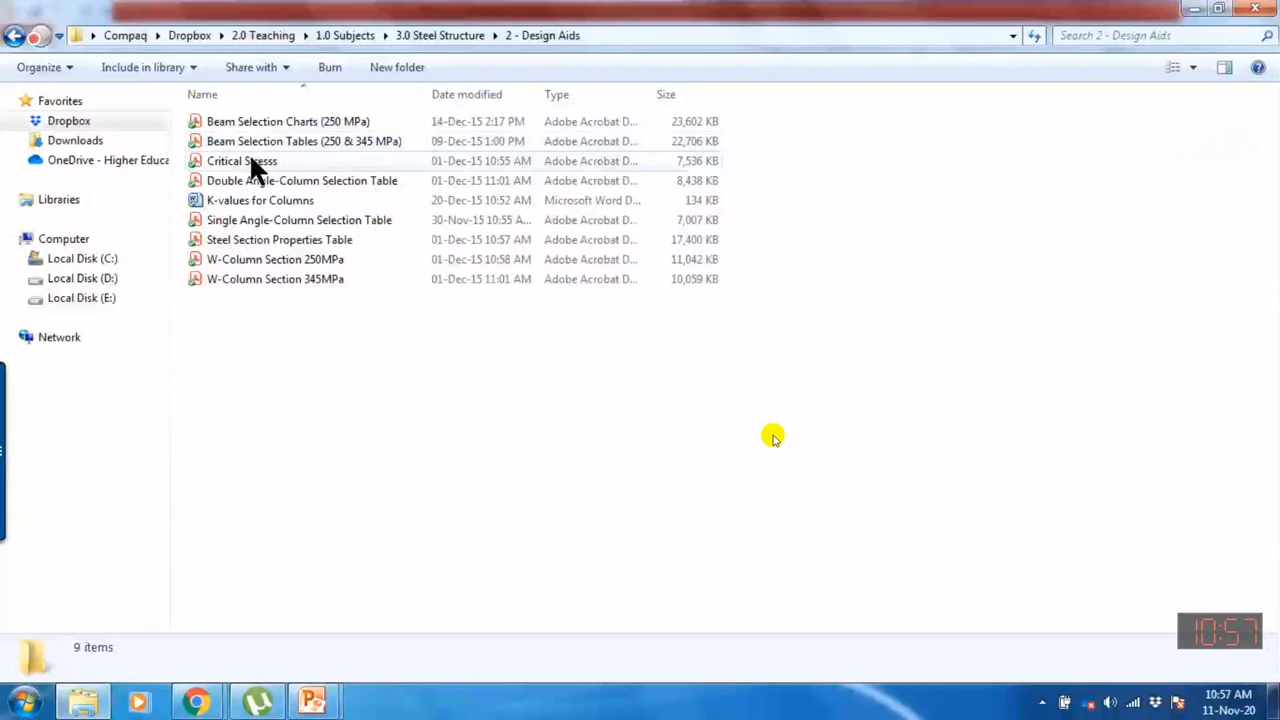 Compaq Dropbox 2.0 Teaching 1.0 Subjects 3.0 Steel Structure 2 - Design Aids Search 2 - Design Aids
Organize Include in library Share with Burn New folder
Name Date modified Type Size
Favorites
Dropbox
Downloads
OneDrive - Higher Educa
Libraries
Computer
Local Disk (C:)
Local Disk (D:)
Local Disk (E:)
Network
Beam Selection Charts (250 MPa) 14-Dec-15 2:17 PM Adobe Acrobat D... 23,602 KB
Beam Selection Tables (250 & 345 MPa) 09-Dec-15 1:00 PM Adobe Acrobat D... 22,706 KB
Critical 01-Dec-15 10:55 AM Adobe Acrobat D... 7,536 KB
Double Angle-Column Selection Table 01-Dec-15 11:01 AM Adobe Acrobat D... 8,438 KB
K-values for Columns 20-Dec-15 10:52 AM Microsoft Word D... 134 KB
Single Angle-Column Selection Table 30-Nov-15 10:55 A... Adobe Acrobat D... 7,007 KB
Steel Section Properties Table 01-Dec-15 10:57 AM Adobe Acrobat D... 17,400 KB
W-Column Section 250MPa 01-Dec-15 10:58 AM Adobe Acrobat D... 11,042 KB
W-Column Section 345MPa 01-Dec-15 11:01 AM Adobe Acrobat D... 10,059 KB
10:57
9 items
10:57 AM
11-Nov-20